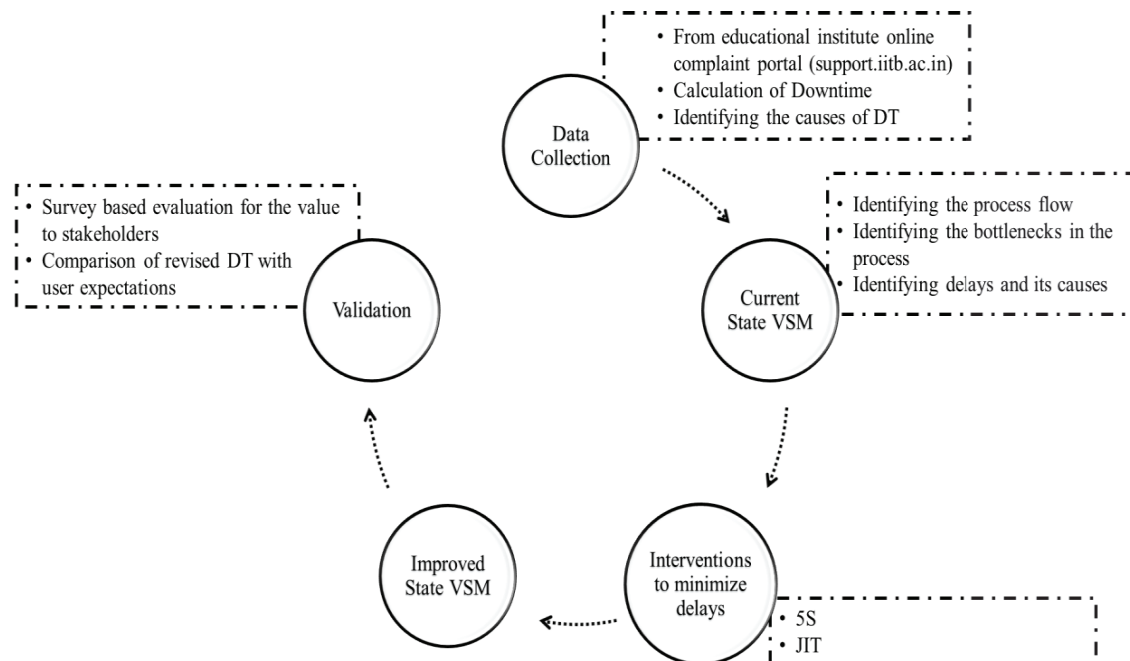 • From educational institute online
complaint portal (support.iitb.ac.in)
• Calculation of Downtime
• Identifying the causes of DT
Data
Collection
• Identifying the process flow
• Identifying the bottlenecks in the
process
• Identifying delays and its causes
Current
State VSM
Interventions
to minimize
delays
• 5S
• JIT
Improved
State VSM
• Survey based evaluation for the value
to stakeholders
• Comparison of revised DT with
user expectations
Validation